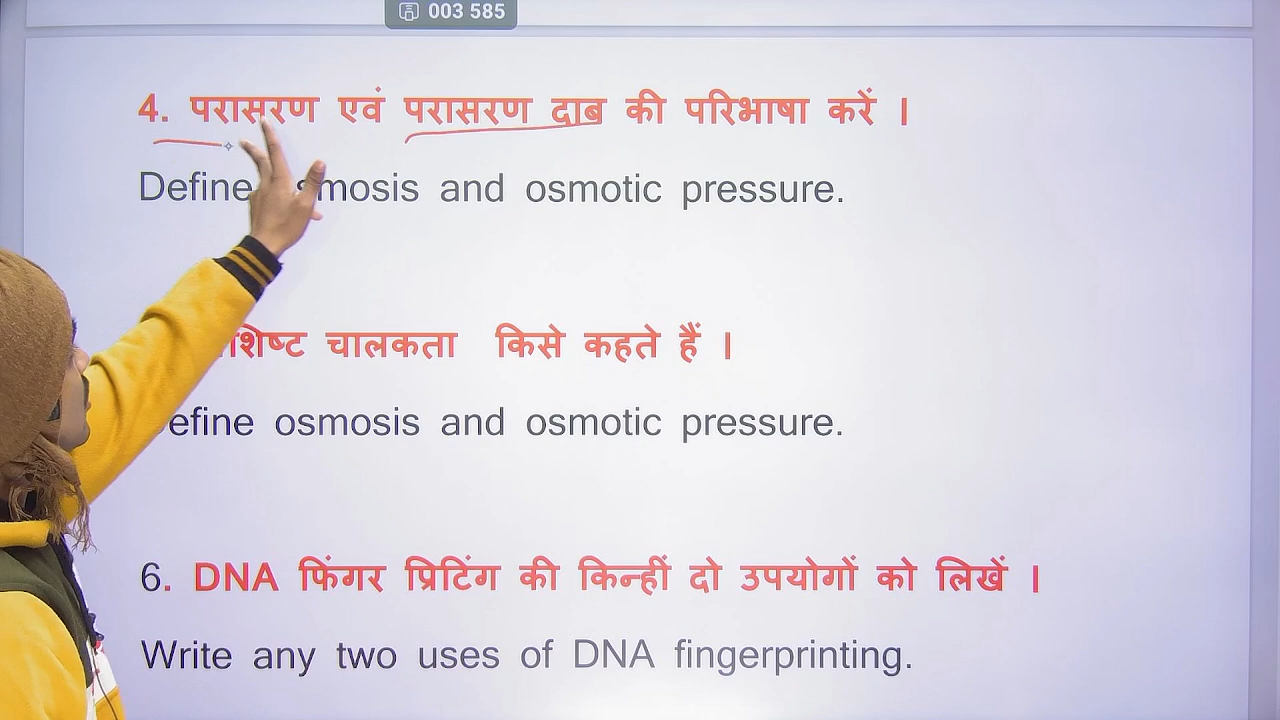 003 585
4. परासरण एवं परासरण दाब की परिभाषा करें ।
Define osmosis and osmotic pressure.
चालकता किसे कहते हैं ।
osmosis and osmotic pressure.
6. DNA फिंगर प्रिटिंग की किन्हीं दो उपयोगों को लिखें ।
Write any two uses of DNA fingerprinting.